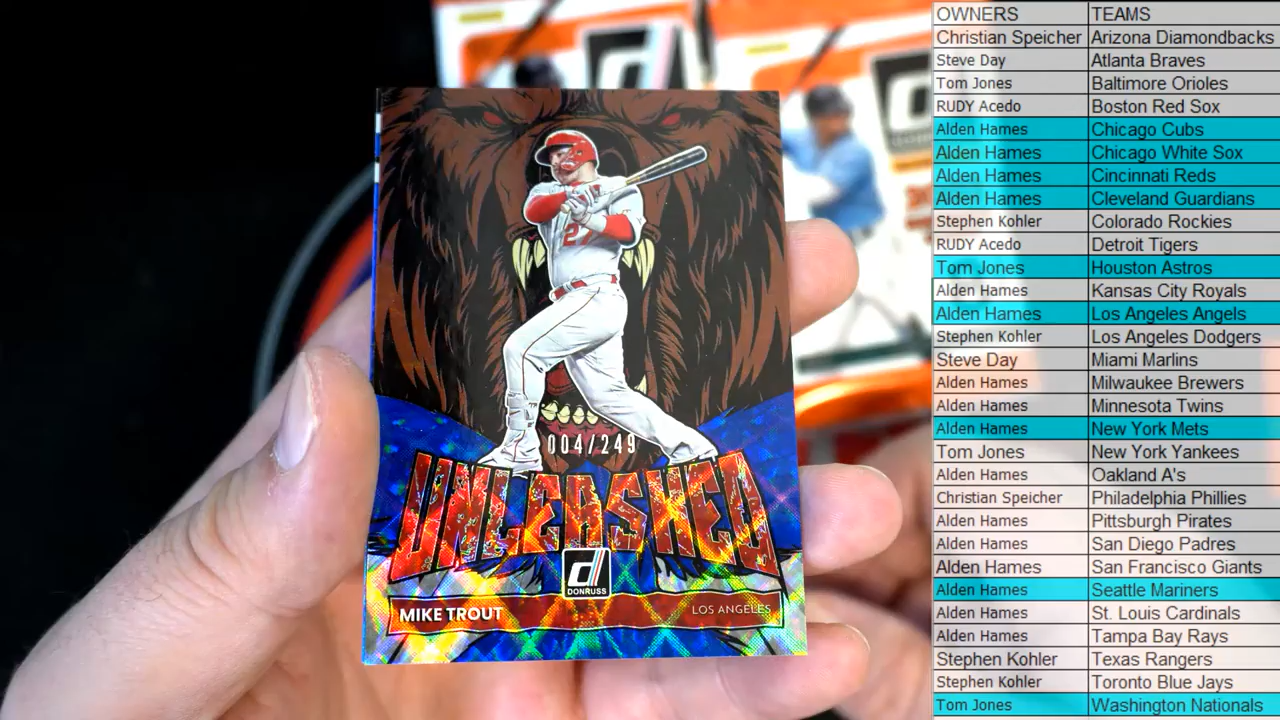 27
004/249
UNLEASHED
d
DONRUSS
MIKE TROUT LOS ANGELES
OWNERS TEAMS
Christian Speicher Arizona Diamondbacks
Steve Day Atlanta Braves
Tom Jones Baltimore Orioles
RUDY Acedo Boston Red Sox
Alden Hames Chicago Cubs
Alden Hames Chicago White Sox
Alden Hames Cincinnati Reds
Alden Hames Cleveland Guardians
Stephen Kohler Colorado Rockies
RUDY Acedo Detroit Tigers
Tom Jones Houston Astros
Alden Hames Kansas City Royals
Alden Hames Los Angeles Angels
Stephen Kohler Los Angeles Dodgers
Steve Day Miami Marlins
Alden Hames Milwaukee Brewers
Alden Hames Minnesota Twins
Alden Hames New York Mets
Tom Jones New York Yankees
Alden Hames Oakland A's
Christian Speicher Philadelphia Phillies
Alden Hames Pittsburgh Pirates
Alden Hames San Diego Padres
Alden Hames San Francisco Giants
Alden Hames Seattle Mariners
Alden Hames St. Louis Cardinals
Alden Hames Tampa Bay Rays
Stephen Kohler Texas Rangers
Stephen Kohler Toronto Blue Jays
Tom Jones Washington Nationals